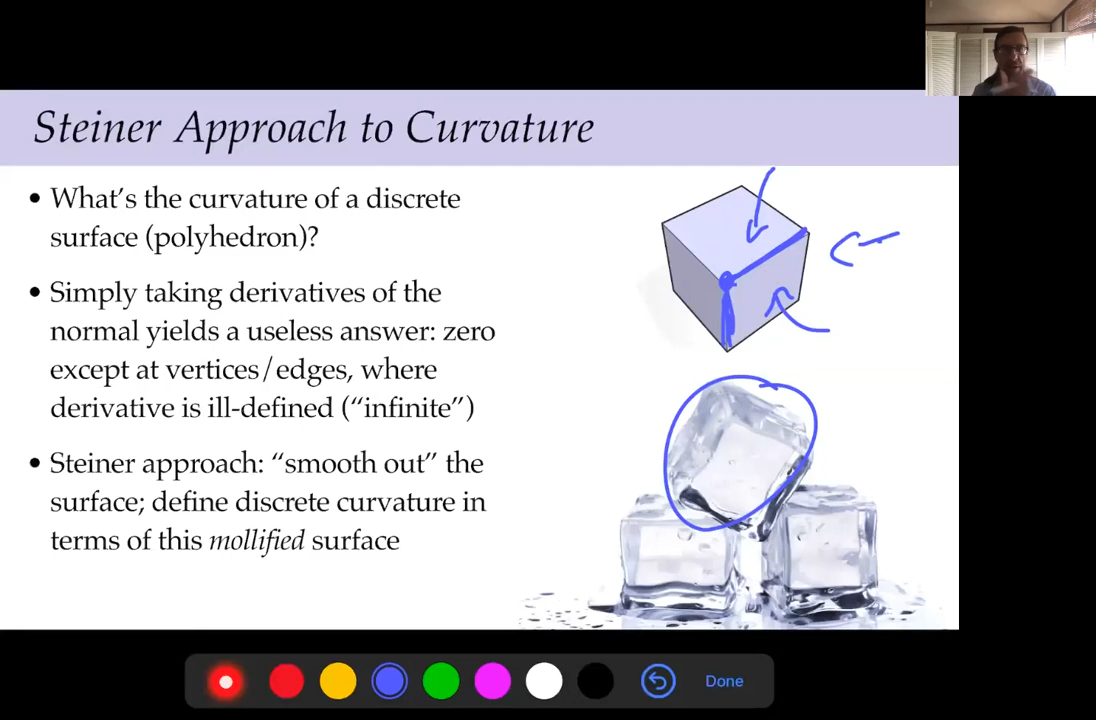 Steiner Approach to Curvature
• What's the curvature of a discrete
surface (polyhedron)?
• Simply taking derivatives of the
normal yields a useless answer: zero
except at vertices/edges, where
derivative is ill-defined (“infinite”)
• Steiner approach: “smooth out” the
surface; define discrete curvature in
terms of this mollified surface
Done